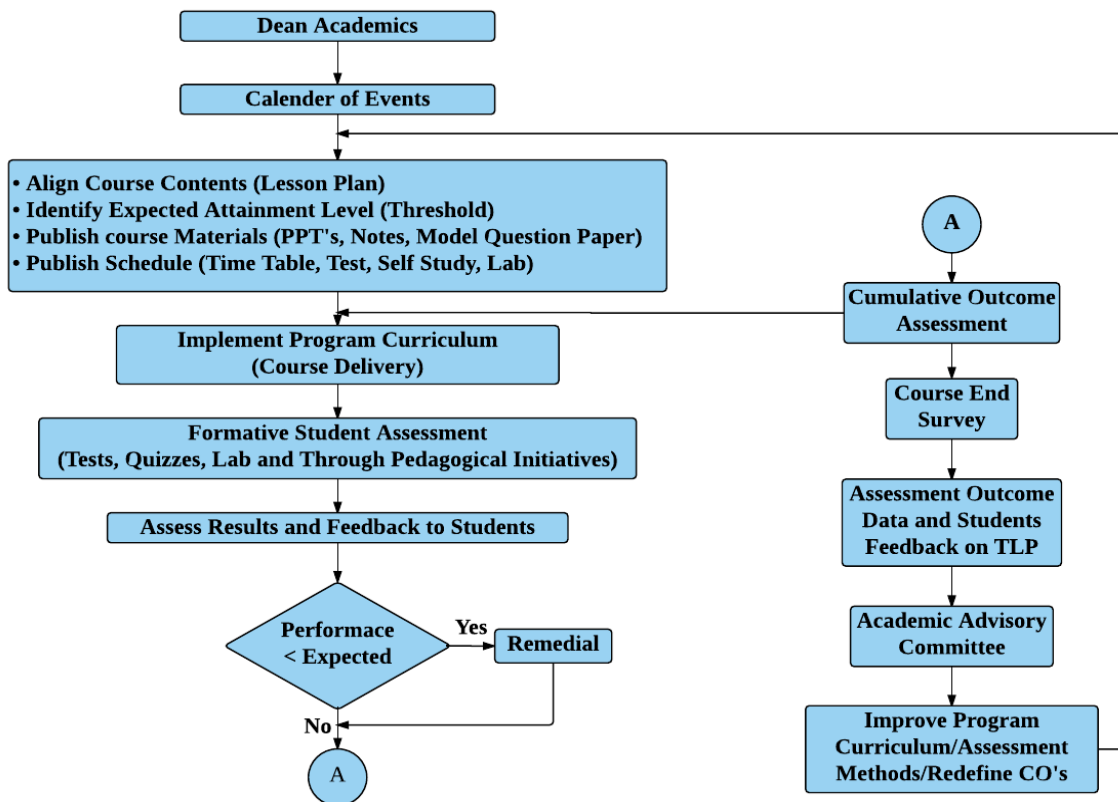 Dean Academics
Calender of Events
• Align Course Contents (Lesson Plan)
• Identify Expected Attainment Level (Threshold)
• Publish course Materials (PPT's, Notes, Model Question Paper)
• Publish Schedule (Time Table, Test, Self Study, Lab)
Implement Program Curriculum
(Course Delivery)
Formative Student Assessment
(Tests, Quizzes, Lab and Through Pedagogical Initiatives)
Assess Results and Feedback to Students
Performace
< Expected
Yes
Remedial
No
A
A
Cumulative Outcome
Assessment
Course End
Survey
Assessment Outcome
Data and Students
Feedback on TLP
Academic Advisory
Committee
Improve Program
Curriculum/Assessment
Methods/Redefine CO's